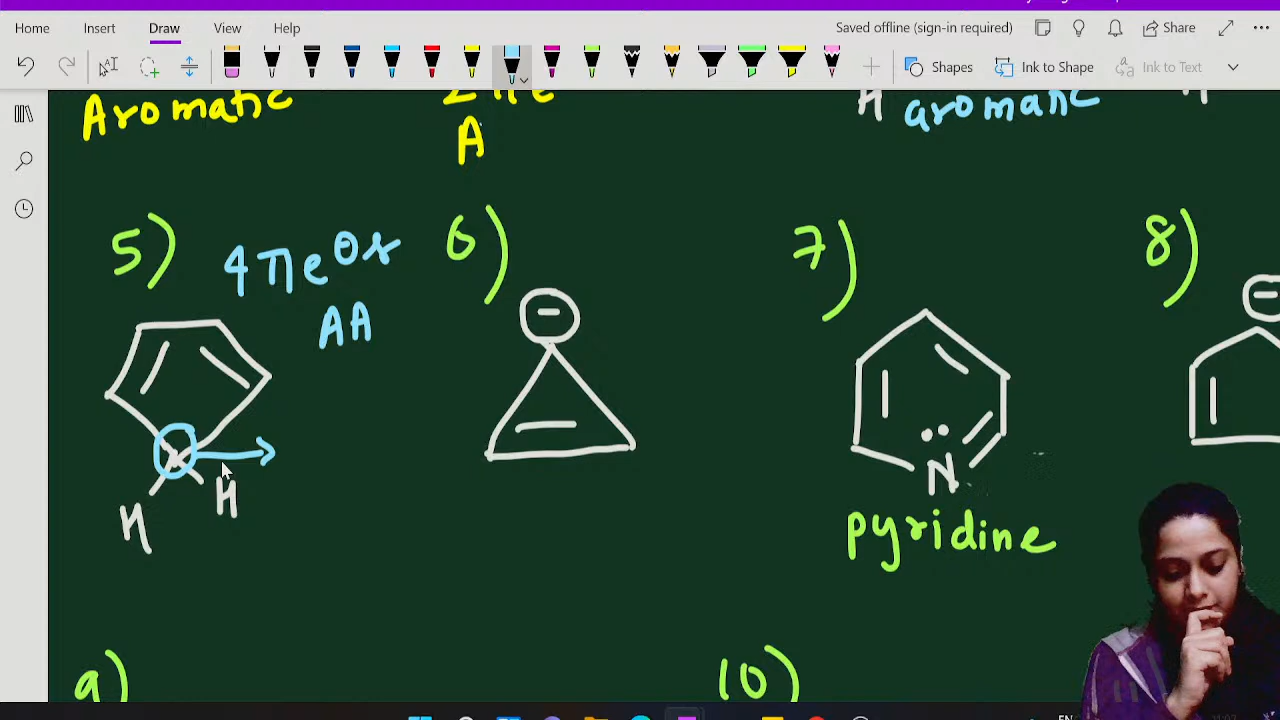 Home Insert Draw View Help
Saved offline (sign-in required) Share
Shapes Ink to Shape Ink to Text
Aromatic
A
H aromatic
5) 4πe⊖x
AA
6)
7)
8)
N
H H
pyridine
9)
10)